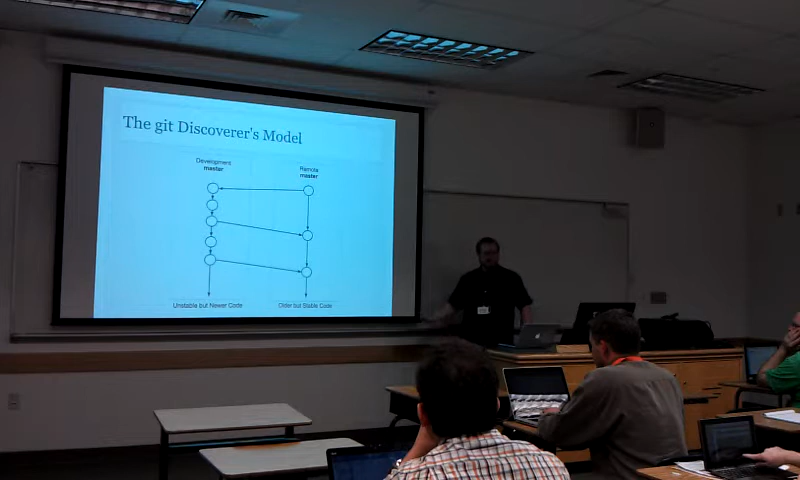 The git Discoverer's Model
Development
master
Remote
master
Unstable but Newer Code
Older but Stable Code